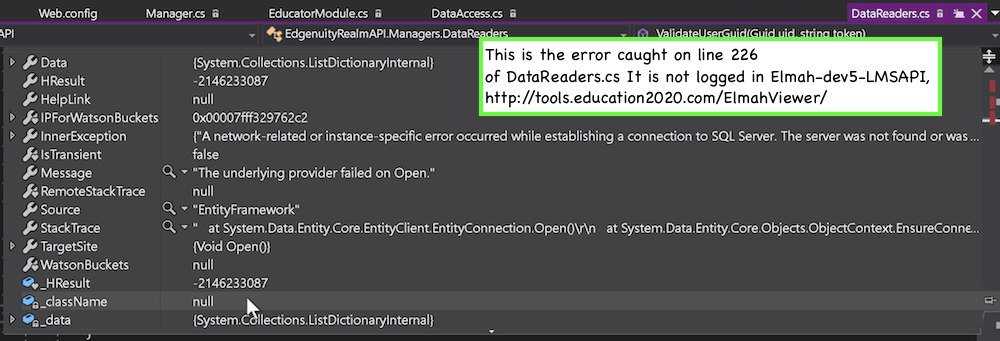 Web.config Manager.cs EducatorModule.cs DataAccess.cs DataReaders.cs
API EdgenuityRealmAPI.Managers.DataReaders ValidateUserGuid(Guid uid, string token)
This is the error caught on line 226
of DataReaders.cs It is not logged in Elmah-dev5-LMSAPI,
http://tools.education2020.com/ElmahViewer/
Data {System.Collections.ListDictionaryInternal}
HResult -2146233087
HelpLink null
IPForWatsonBuckets 0x00007fff329762c2
InnerException {"A network-related or instance-specific error occurred while establishing a connection to SQL Server. The server was not found or was ...
IsTransient false
Message "The underlying provider failed on Open."
RemoteStackTrace null
Source "EntityFramework"
StackTrace "   at System.Data.Entity.Core.EntityClient.EntityConnection.Open()\r\n   at System.Data.Entity.Core.Objects.ObjectContext.EnsureConne...
TargetSite {Void Open()}
WatsonBuckets null
_HResult -2146233087
_className null
_data {System.Collections.ListDictionaryInternal}